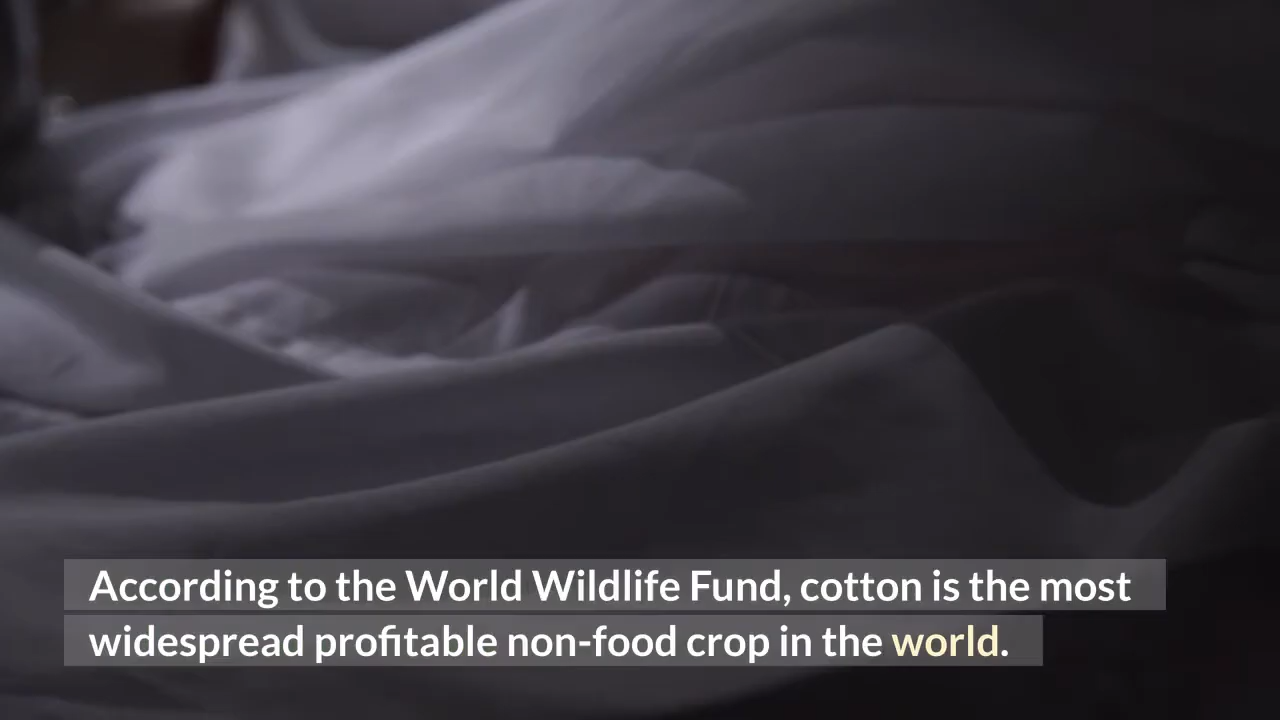 According to the World Wildlife Fund, cotton is the most
widespread profitable non-food crop in the world.